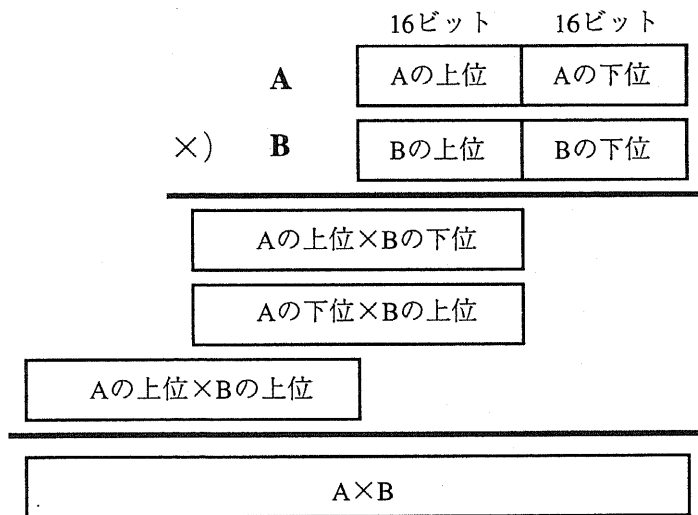 16ビット 16ビット
A Aの上位 Aの下位
×) B Bの上位 Bの下位
Aの上位×Bの下位
Aの下位×Bの上位
Aの上位×Bの上位
A×B